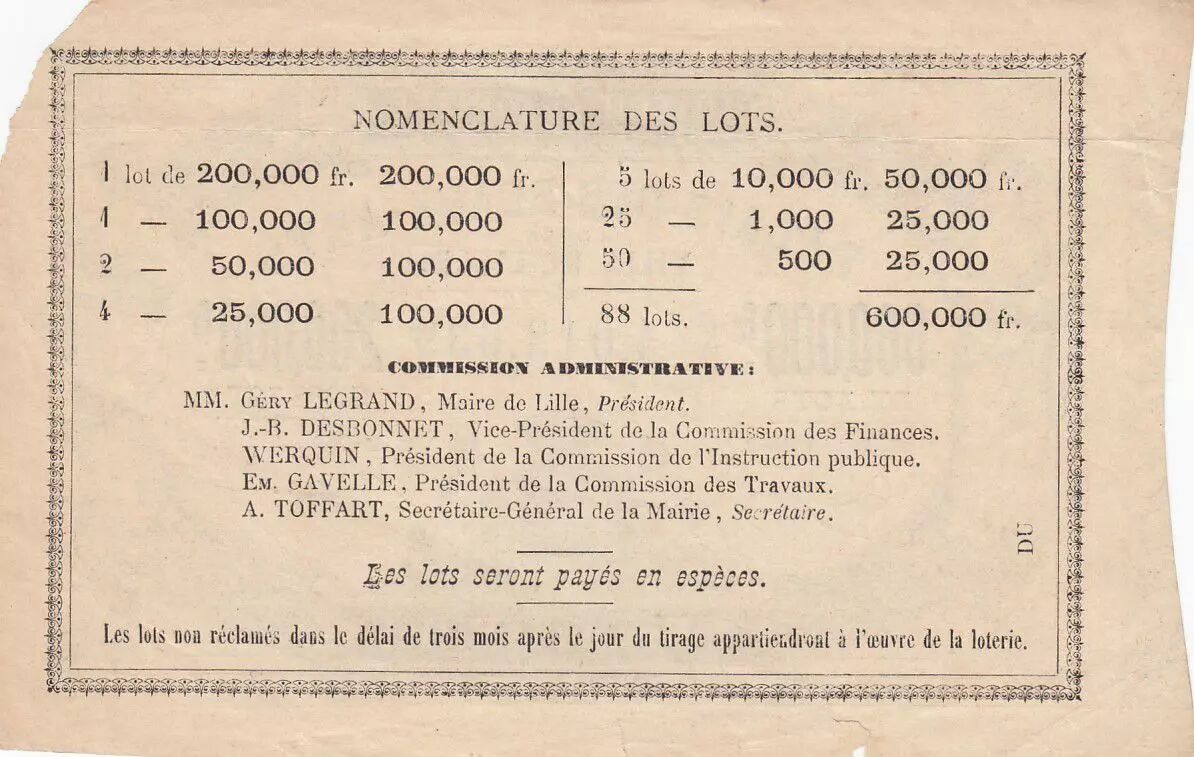 NOMENCLATURE DES LOTS.
1 lot de 200,000 fr. 200,000 fr.
1 — 100,000 100,000
2 — 50,000 100,000
4 — 25,000 100,000
5 lots de 10,000 fr. 50,000 fr.
25 — 1,000 25,000
50 — 500 25,000
88 lots. 600,000 fr.
COMMISSION ADMINISTRATIVE :
MM. Géry LEGRAND, Maire de Lille, Président.
J.-B. DESBONNET, Vice-Président de la Commission des Finances.
WERQUIN, Président de la Commission de l'Instruction publique.
Em. GAVELLE, Président de la Commission des Travaux.
A. TOFFART, Secrétaire-Général de la Mairie, Secrétaire.
Les lots seront payés en espèces.
Les lots non réclamés dans le délai de trois mois après le jour du tirage appartiendront à l'œuvre de la loterie.
DU